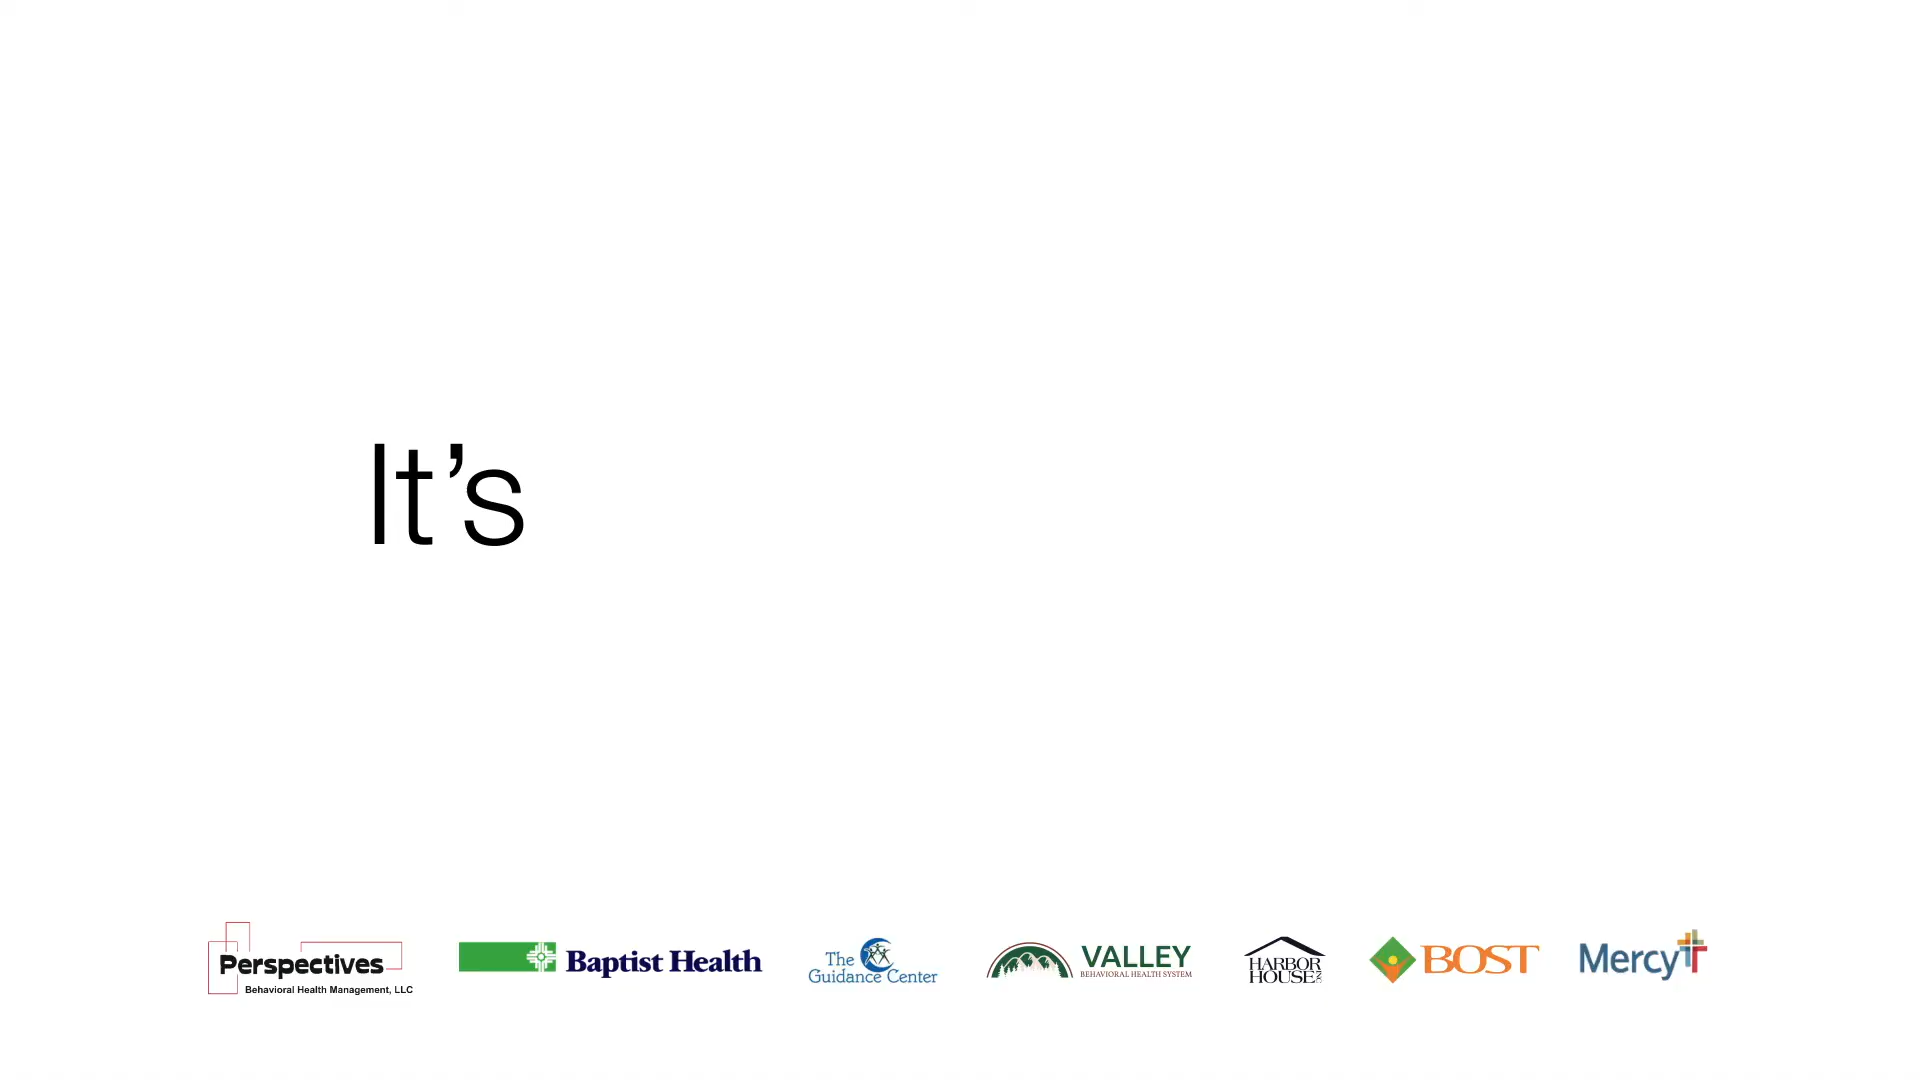 It’s
Perspectives
Behavioral Health Management, LLC
Baptist Health
The
Guidance Center
VALLEY
BEHAVIORAL HEALTH SYSTEM
HARBOR
HOUSE INC
BOST
Mercy